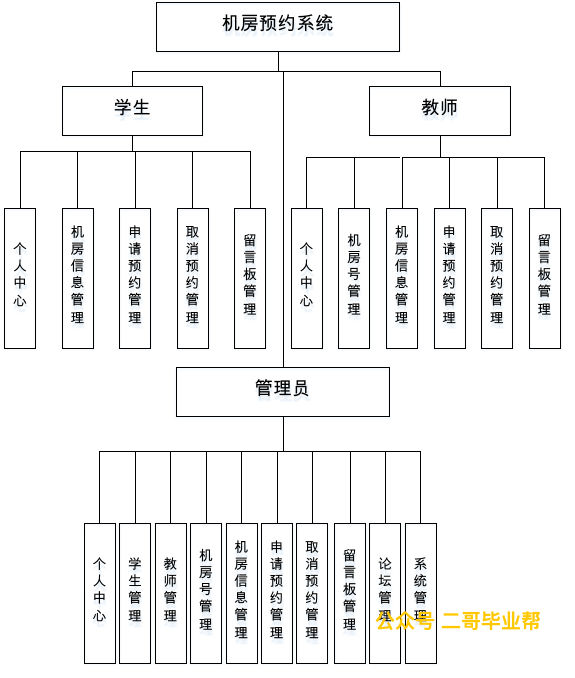 机房预约系统
学生
教师
个人中心
机房信息管理
申请预约管理
取消预约管理
留言板管理
个人中心
机房号管理
机房信息管理
申请预约管理
取消预约管理
留言板管理
管理员
个人中心
学生管理
教师管理
机房号管理
机房信息管理
申请预约管理
取消预约管理
留言板管理
论坛管理
系统管理
公众号 二哥毕业帮